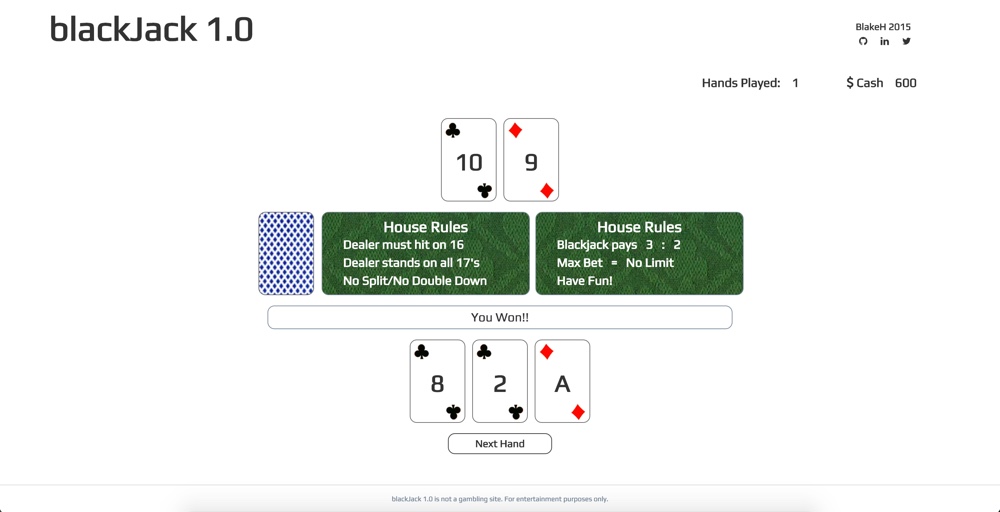 blackJack 1.0
BlakeH 2015
Hands Played: 1 $ Cash 600
10 9
House Rules
Dealer must hit on 16
Dealer stands on all 17's
No Split/No Double Down
House Rules
Blackjack pays 3 : 2
Max Bet = No Limit
Have Fun!
You Won!!
8 2 A
Next Hand
blackJack 1.0 is not a gambling site. For entertainment purposes only.